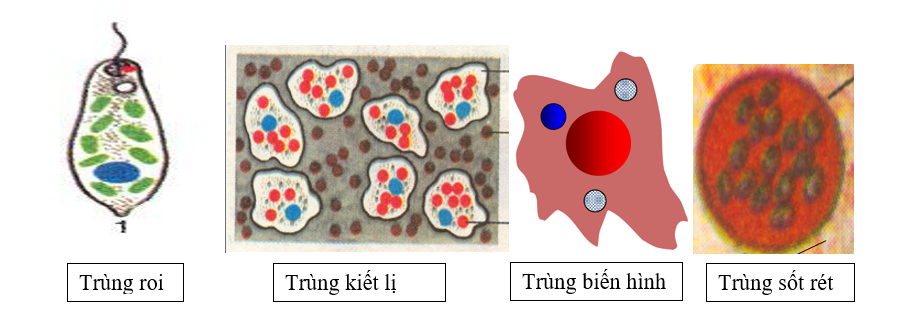 Trùng roi
Trùng kiết lị
Trùng biến hình
Trùng sốt rét